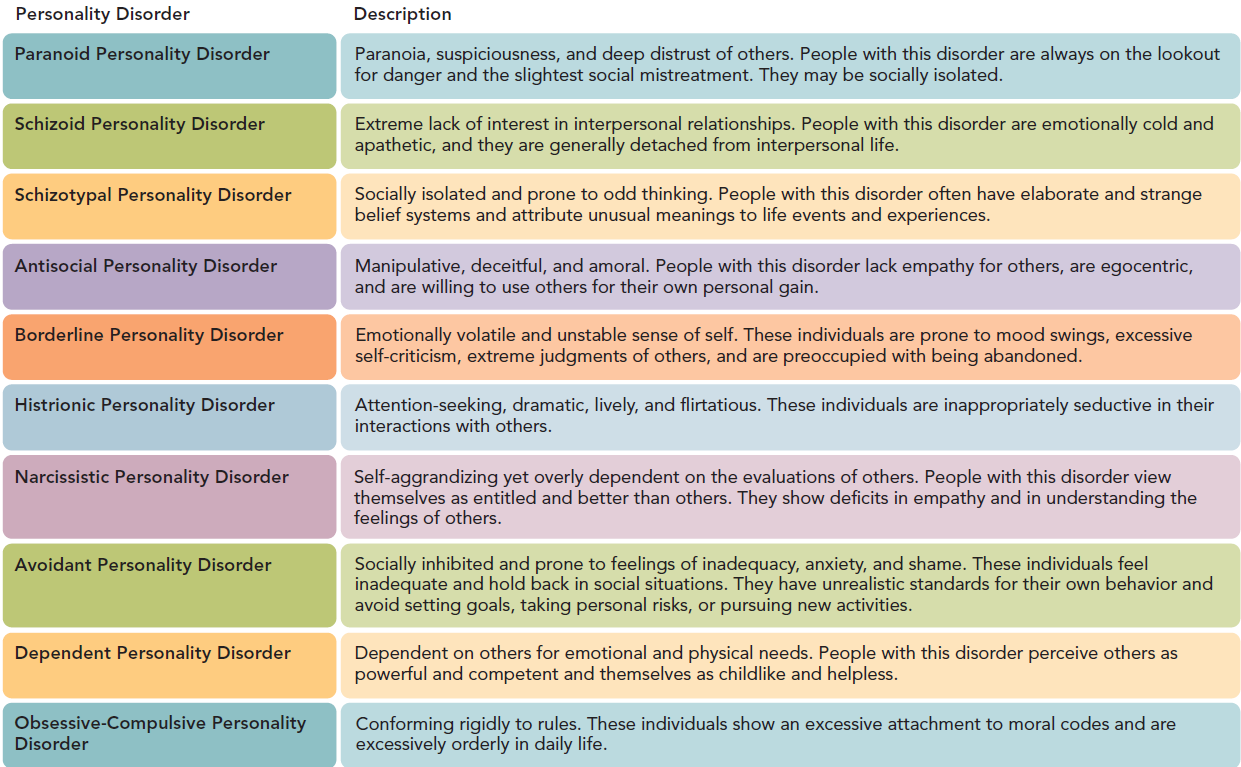 Personality Disorder
Description
Paranoid Personality Disorder
Paranoia, suspiciousness, and deep distrust of others. People with this disorder are always on the lookout
for danger and the slightest social mistreatment. They may be socially isolated.
Schizoid Personality Disorder
Extreme lack of interest in interpersonal relationships. People with this disorder are emotionally cold and
apathetic, and they are generally detached from interpersonal life.
Schizotypal Personality Disorder
Socially isolated and prone to odd thinking. People with this disorder often have elaborate and strange
belief systems and attribute unusual meanings to life events and experiences.
Antisocial Personality Disorder
Manipulative, deceitful, and amoral. People with this disorder lack empathy for others, are egocentric,
and are willing to use others for their own personal gain.
Borderline Personality Disorder
Emotionally volatile and unstable sense of self. These individuals are prone to mood swings, excessive
self-criticism, extreme judgments of others, and are preoccupied with being abandoned.
Histrionic Personality Disorder
Attention-seeking, dramatic, lively, and flirtatious. These individuals are inappropriately seductive in their
interactions with others.
Narcissistic Personality Disorder
Self-aggrandizing yet overly dependent on the evaluations of others. People with this disorder view
themselves as entitled and better than others. They show deficits in empathy and in understanding the
feelings of others.
Avoidant Personality Disorder
Socially inhibited and prone to feelings of inadequacy, anxiety, and shame. These individuals feel
inadequate and hold back in social situations. They have unrealistic standards for their own behavior and
avoid setting goals, taking personal risks, or pursuing new activities.
Dependent Personality Disorder
Dependent on others for emotional and physical needs. People with this disorder perceive others as
powerful and competent and themselves as childlike and helpless.
Obsessive-Compulsive Personality
Disorder
Conforming rigidly to rules. These individuals show an excessive attachment to moral codes and are
excessively orderly in daily life.